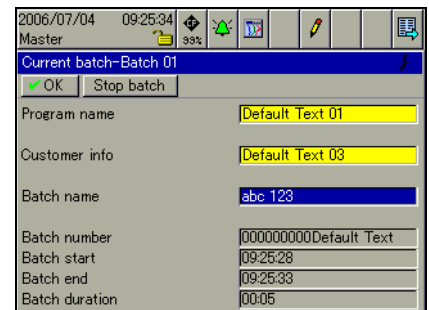 2006/07/04 09:25:34
99%
Master
Current batch-Batch 01
OK Stop batch
Program name Default Text 01
Customer info Default Text 03
Batch name abc 123
Batch number 000000000Default Text
Batch start 09:25:28
Batch end 09:25:33
Batch duration 00:05